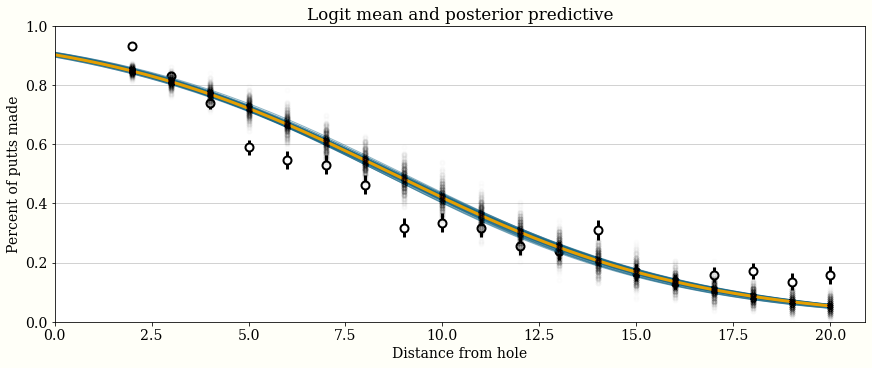 Logit mean and posterior predictive
1.0
0.8
0.6
0.4
0.2
0.0
Percent of putts made
0.0 2.5 5.0 7.5 10.0 12.5 15.0 17.5 20.0
Distance from hole